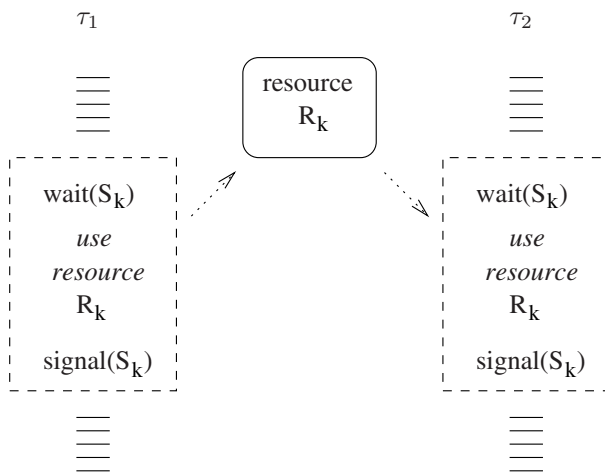 τ1
τ2
resource
Rk
wait(Sk)
use
resource
Rk
signal(Sk)
wait(Sk)
use
resource
Rk
signal(Sk)